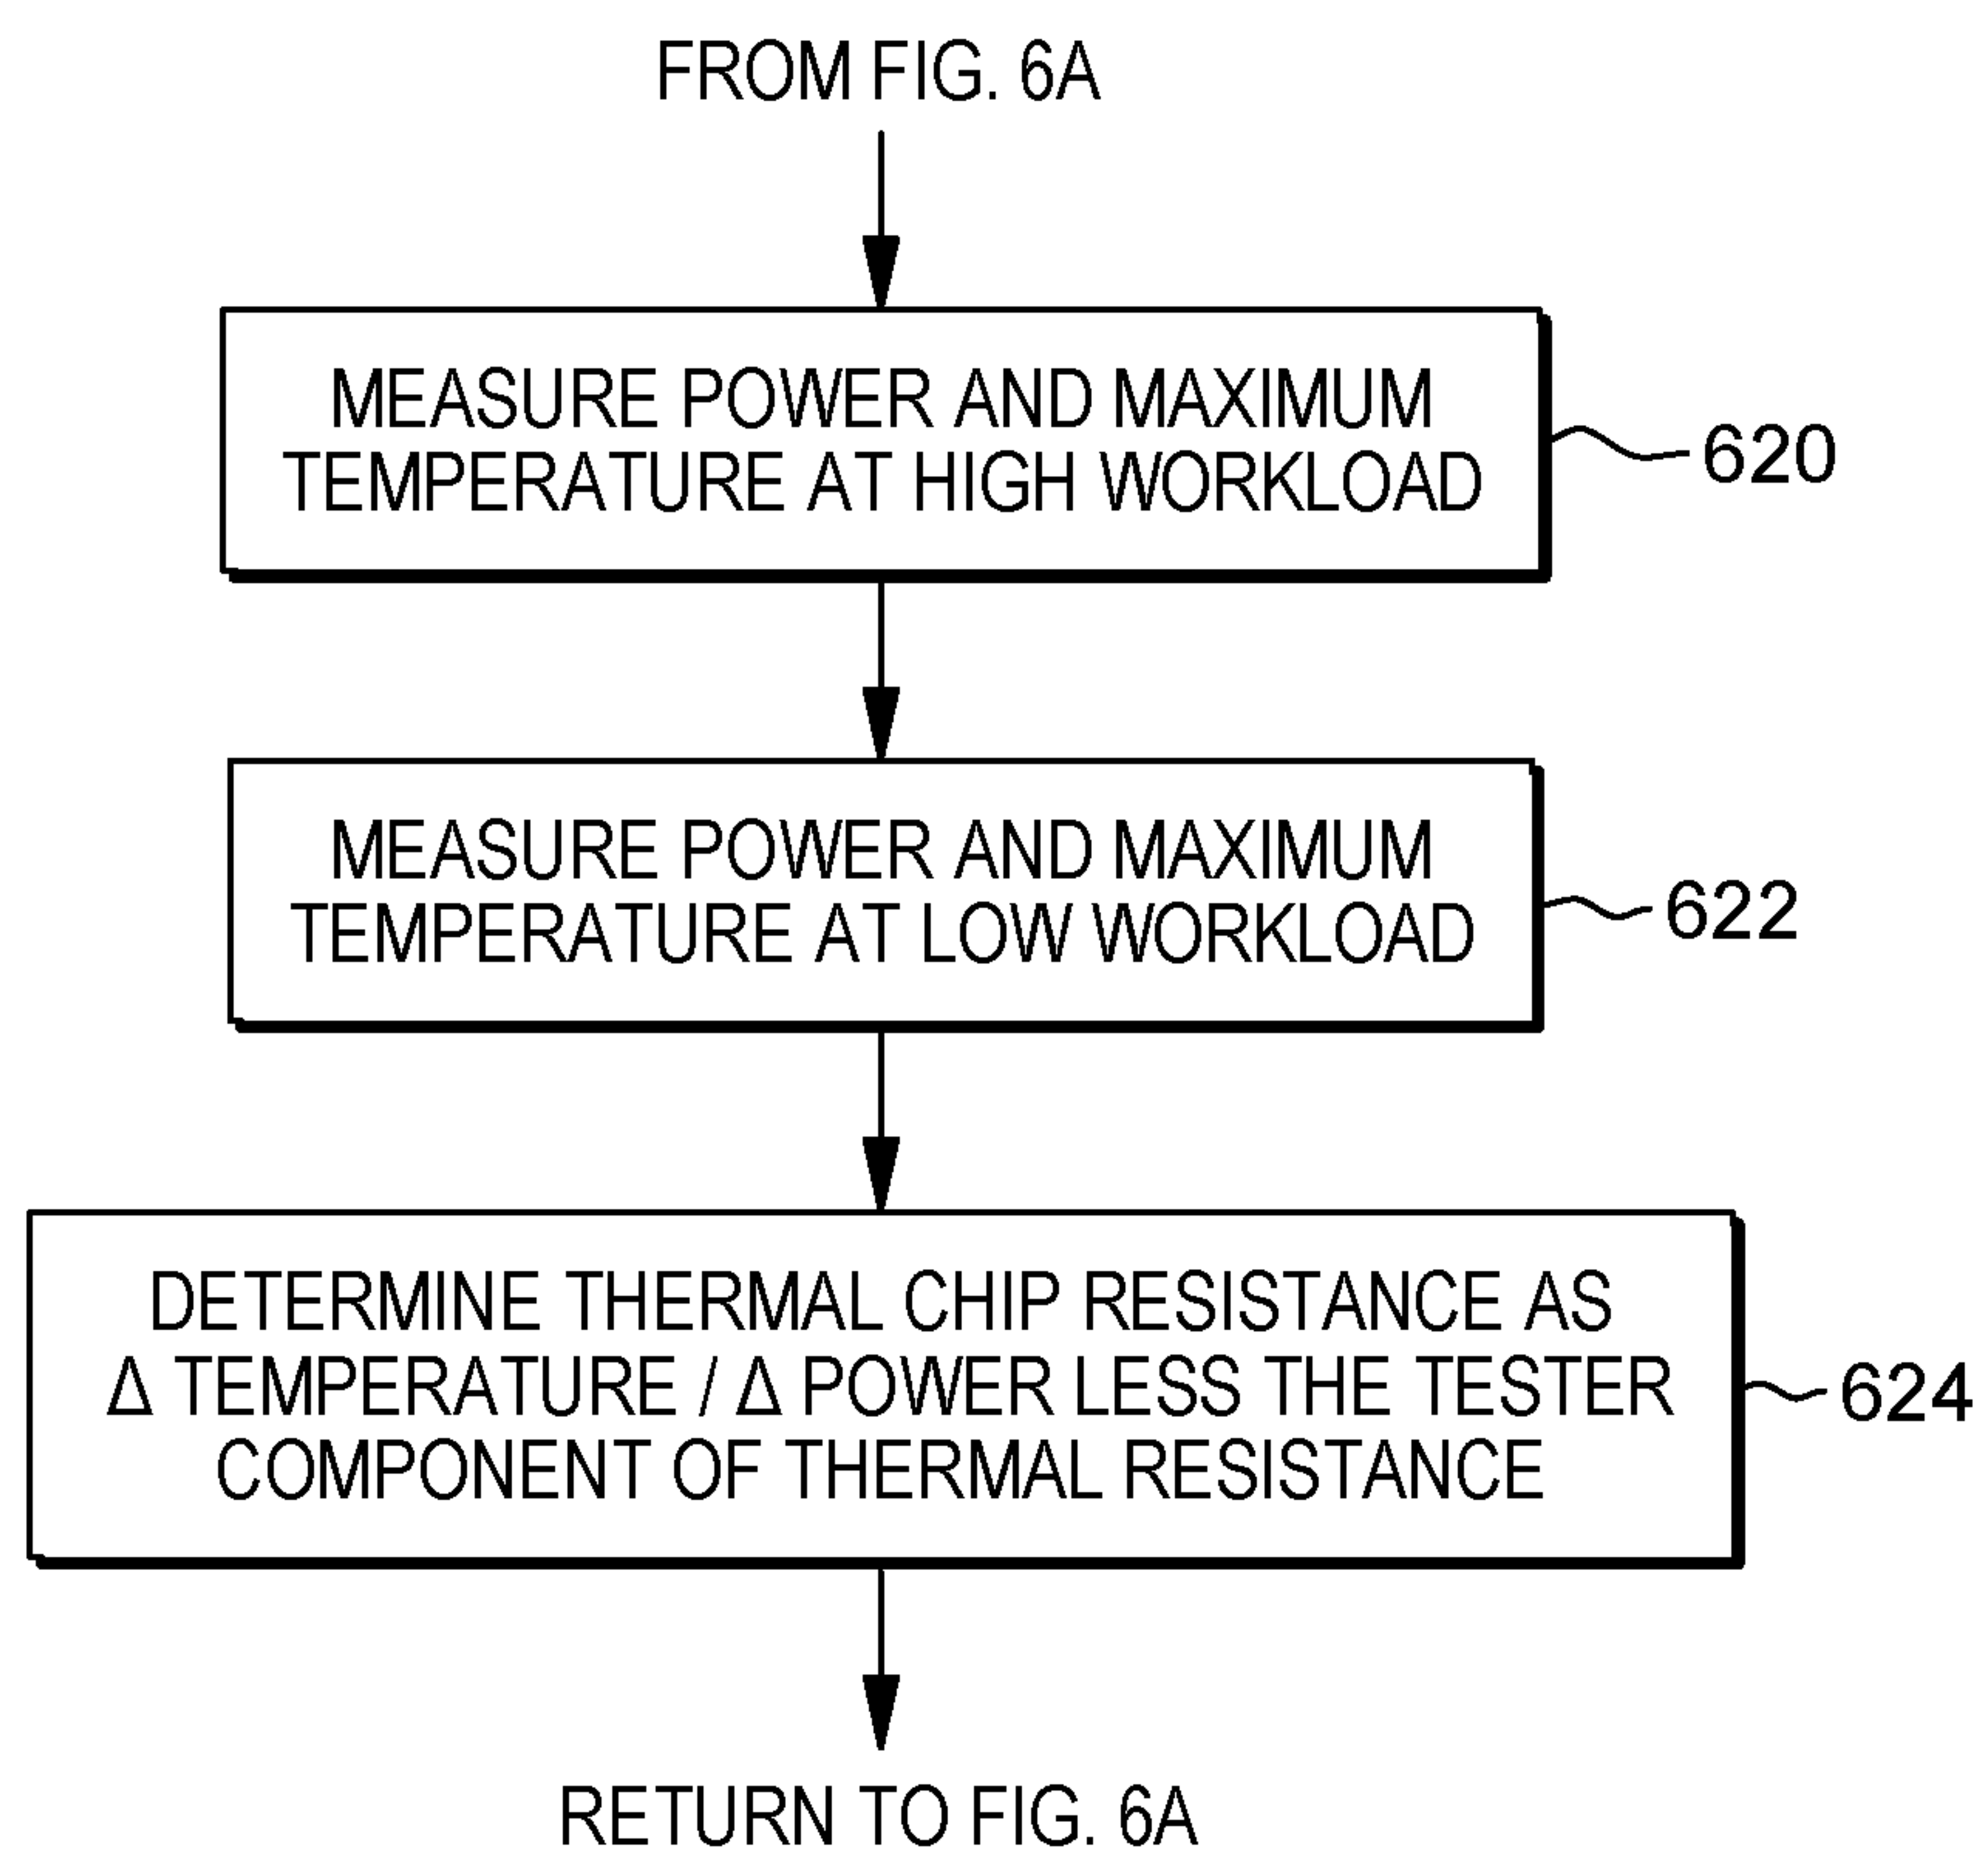 FROM FIG. 6A
MEASURE POWER AND MAXIMUM
TEMPERATURE AT HIGH WORKLOAD
620
MEASURE POWER AND MAXIMUM
TEMPERATURE AT LOW WORKLOAD
622
DETERMINE THERMAL CHIP RESISTANCE AS
Δ TEMPERATURE / Δ POWER LESS THE TESTER
COMPONENT OF THERMAL RESISTANCE
624
RETURN TO FIG. 6A